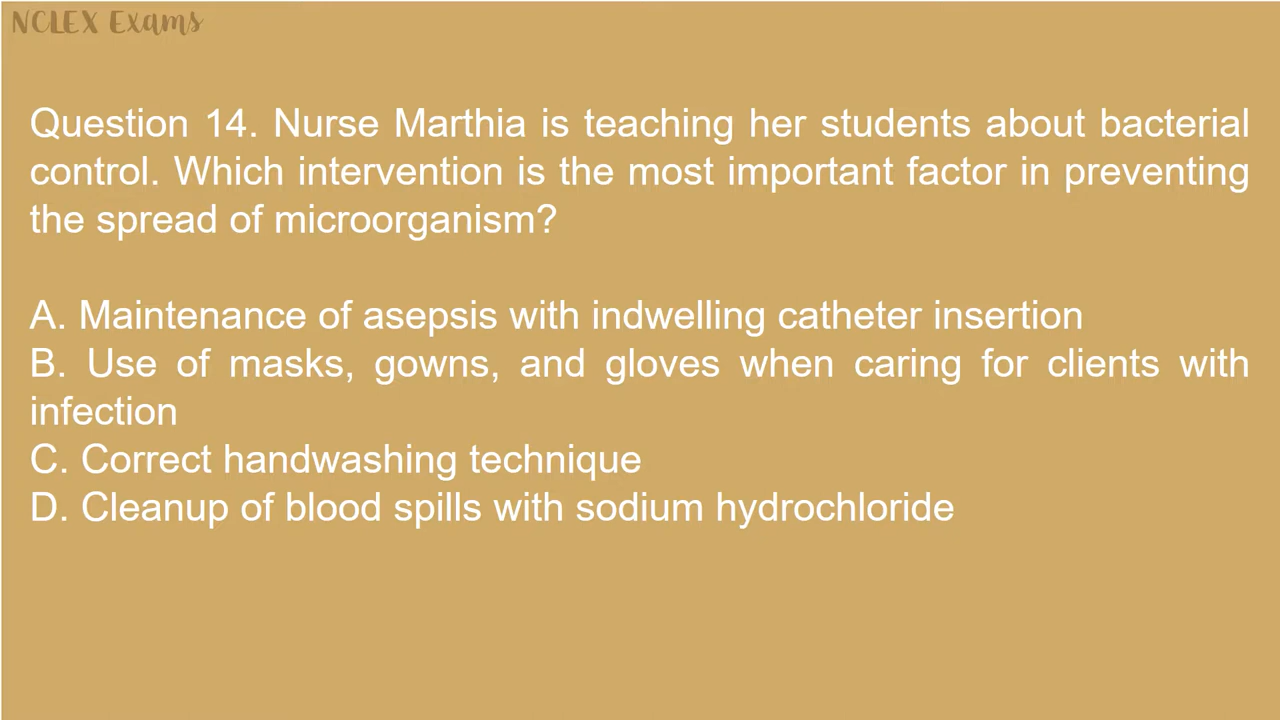 NCLEX Exams
Question 14. Nurse Marthia is teaching her students about bacterial
control. Which intervention is the most important factor in preventing
the spread of microorganism?
A. Maintenance of asepsis with indwelling catheter insertion
B. Use of masks, gowns, and gloves when caring for clients with
infection
C. Correct handwashing technique
D. Cleanup of blood spills with sodium hydrochloride